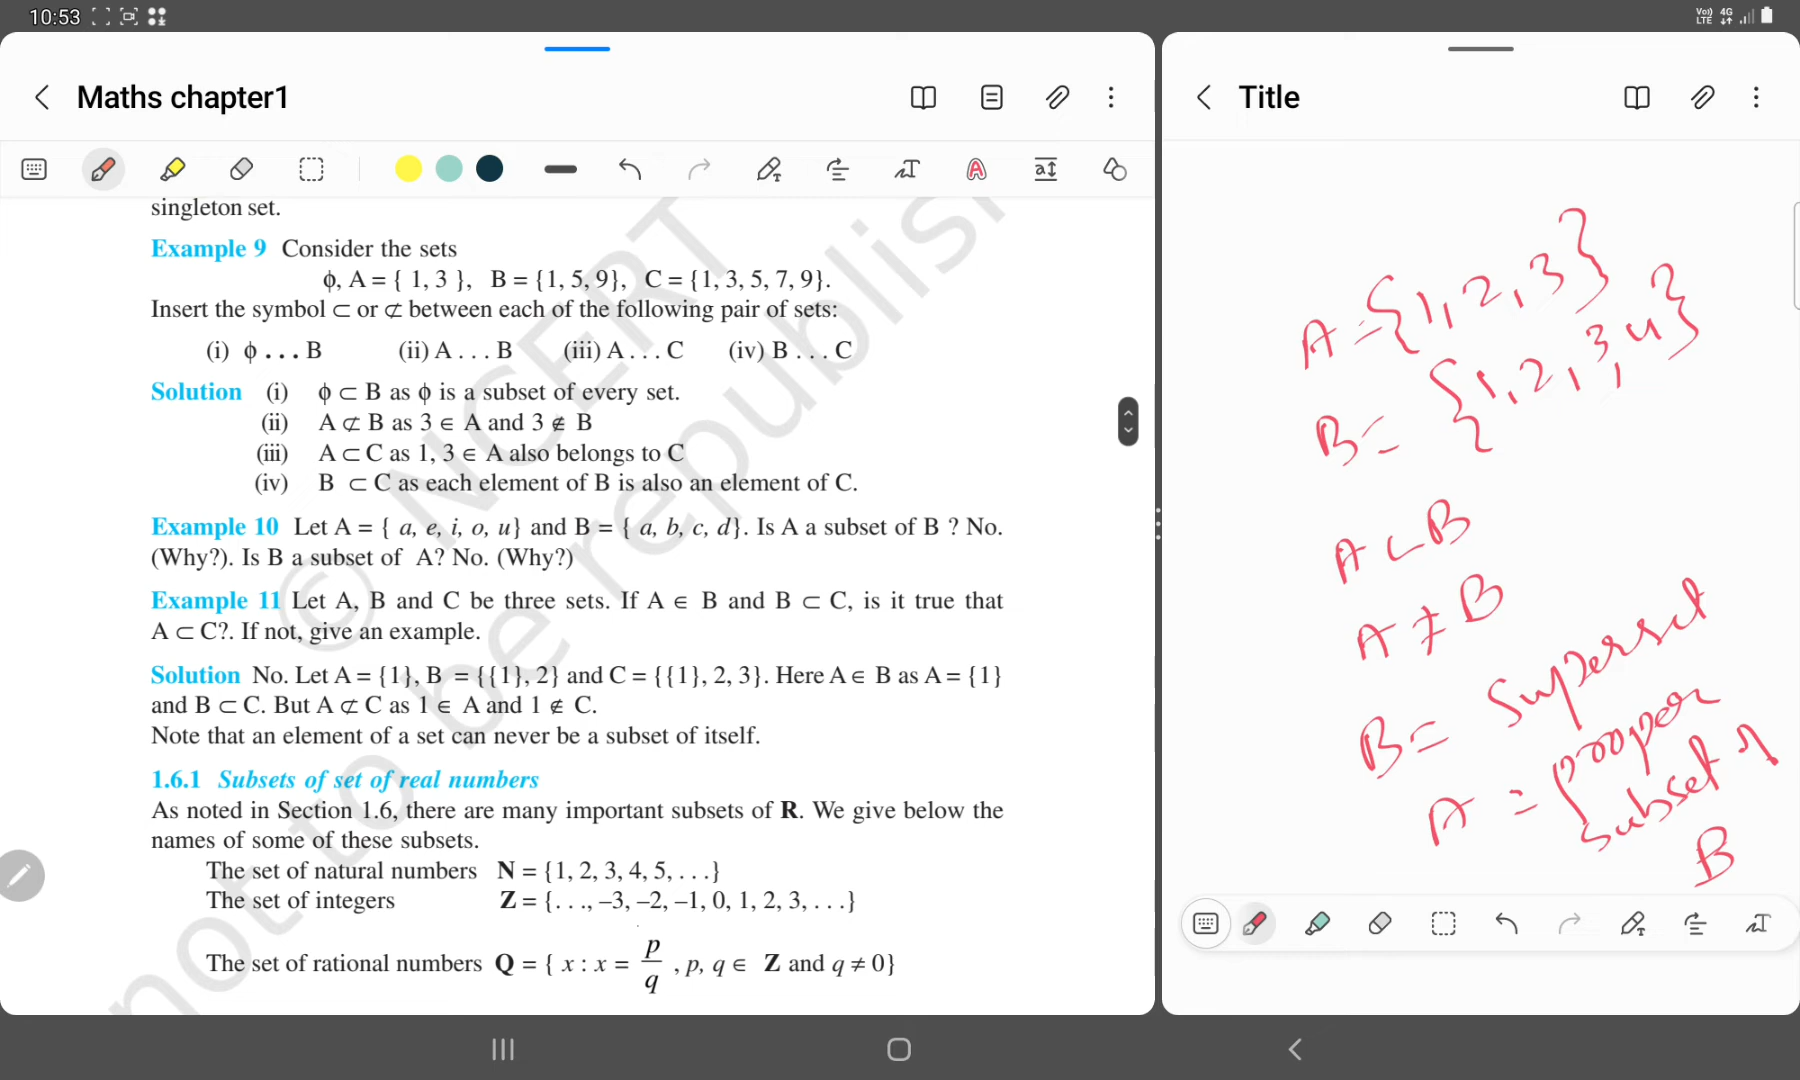 10:53
Vo)) LTE 4G
Maths chapter1
singleton set.
Example 9 Consider the sets
ϕ, A = { 1, 3 }, B = {1, 5, 9}, C = {1, 3, 5, 7, 9}.
Insert the symbol ⊂ or ⊄ between each of the following pair of sets:
(i) ϕ . . . B (ii) A . . . B (iii) A . . . C (iv) B . . . C
Solution (i) ϕ ⊂ B as ϕ is a subset of every set.
(ii) A ⊄ B as 3 ∈ A and 3 ∉ B
(iii) A ⊂ C as 1, 3 ∈ A also belongs to C
(iv) B ⊂ C as each element of B is also an element of C.
Example 10 Let A = { a, e, i, o, u} and B = { a, b, c, d}. Is A a subset of B ? No.
(Why?). Is B a subset of A? No. (Why?)
Example 11 Let A, B and C be three sets. If A ∈ B and B ⊂ C, is it true that
A ⊂ C?. If not, give an example.
Solution No. Let A = {1}, B = {{1}, 2} and C = {{1}, 2, 3}. Here A ∈ B as A = {1}
and B ⊂ C. But A ⊄ C as 1 ∈ A and 1 ∉ C.
Note that an element of a set can never be a subset of itself.
1.6.1 Subsets of set of real numbers
As noted in Section 1.6, there are many important subsets of R. We give below the
names of some of these subsets.
The set of natural numbers N = {1, 2, 3, 4, 5, . . .}
The set of integers Z = {. . ., –3, –2, –1, 0, 1, 2, 3, . . .}
The set of rational numbers Q = { x : x = p/q , p, q ∈ Z and q ≠ 0}
© NCERT
not to be republish
Title
A = {1, 2, 3}
B = {1, 2, 3, 4}
A ⊂ B
A ≠ B
B = Superset
A = proper
subset of
B